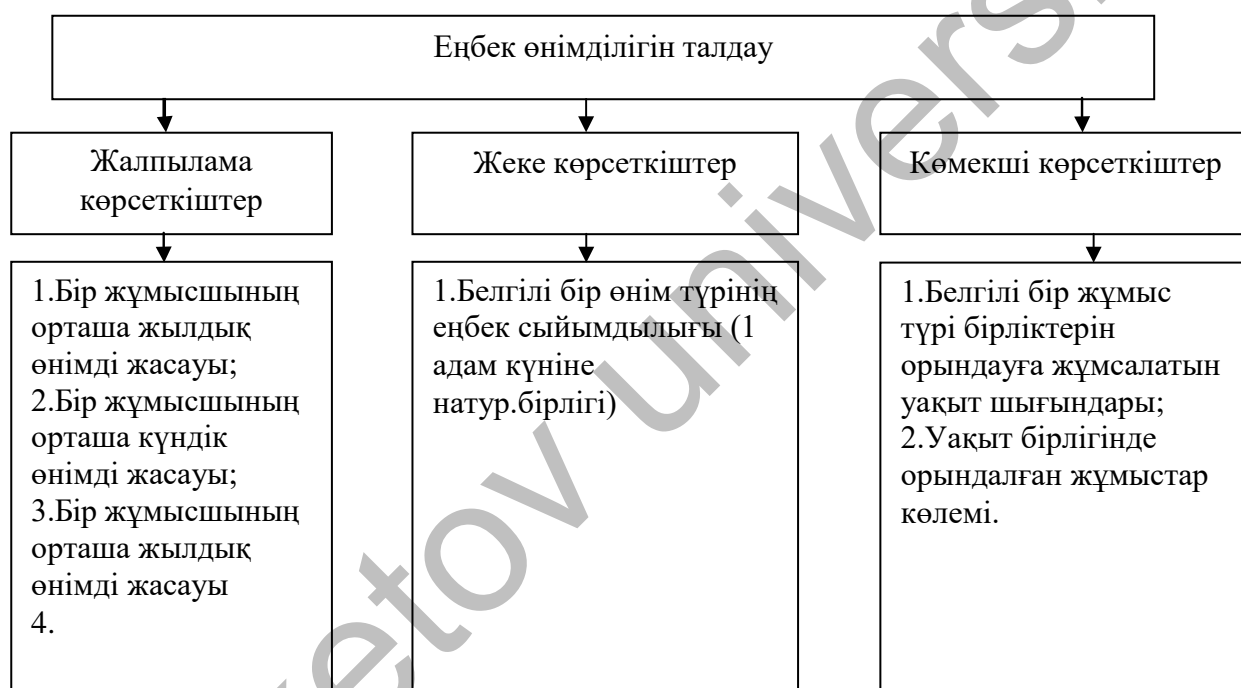 Еңбек өнімділігін талдау
Жалпылама
көрсеткіштер
Жеке көрсеткіштер
Көмекші көрсеткіштер
1.Бір жұмысшының
орташа жылдық
өнімді жасауы;
2.Бір жұмысшының
орташа күндік
өнімді жасауы;
3.Бір жұмысшының
орташа жылдық
өнімді жасауы
4.
1.Белгілі бір өнім түрінің
еңбек сыйымдылығы (1
адам күніне
натур.бірлігі)
1.Белгілі бір жұмыс
түрі бірліктерін
орындауға жұмсалатын
уақыт шығындары;
2.Уақыт бірлігінде
орындалған жұмыстар
көлемі.